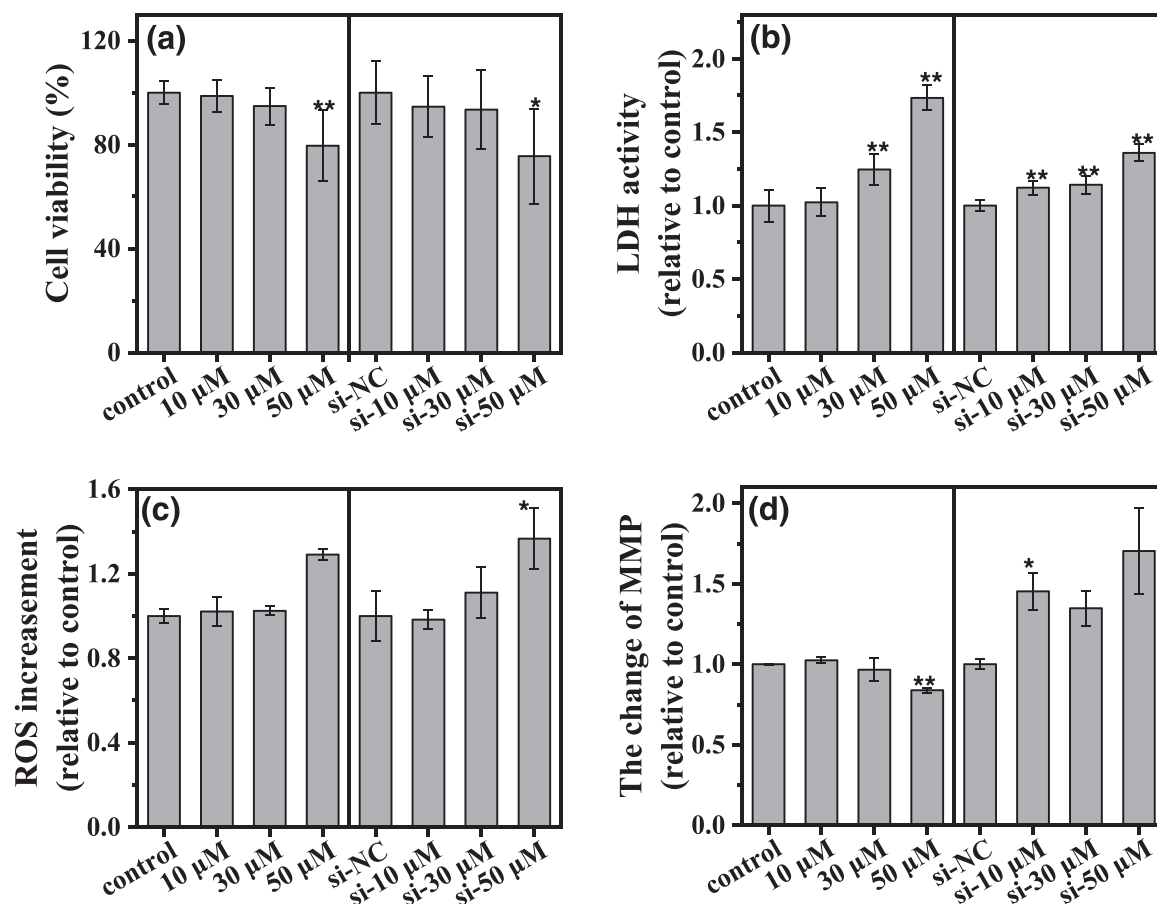 (a)
Cell viability (%)
120
80
40
0
**
*
control
10 μM
30 μM
50 μM
si-NC
si-10 μM
si-30 μM
si-50 μM
(b)
LDH activity
(relative to control)
2.0
1.5
1.0
0.5
0.0
**
**
**
**
**
control
10 μM
30 μM
50 μM
si-NC
si-10 μM
si-30 μM
si-50 μM
(c)
ROS increasement
(relative to control)
1.6
1.2
0.8
0.4
0.0
*
control
10 μM
30 μM
50 μM
si-NC
si-10 μM
si-30 μM
si-50 μM
(d)
The change of MMP
(relative to control)
2.0
1.5
1.0
0.5
0.0
**
*
control
10 μM
30 μM
50 μM
si-NC
si-10 μM
si-30 μM
si-50 μM